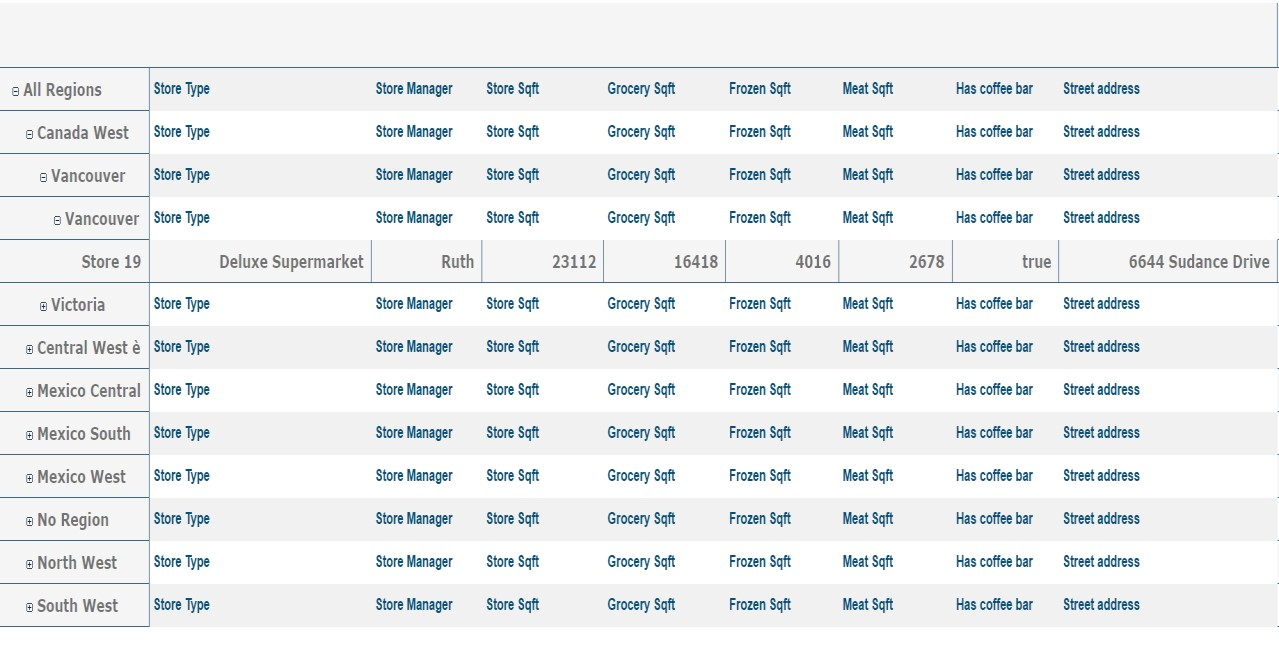 All Regions Store Type Store Manager Store Sqft Grocery Sqft Frozen Sqft Meat Sqft Has coffee bar Street address
Canada West Store Type Store Manager Store Sqft Grocery Sqft Frozen Sqft Meat Sqft Has coffee bar Street address
Vancouver Store Type Store Manager Store Sqft Grocery Sqft Frozen Sqft Meat Sqft Has coffee bar Street address
Vancouver Store Type Store Manager Store Sqft Grocery Sqft Frozen Sqft Meat Sqft Has coffee bar Street address
Store 19 Deluxe Supermarket Ruth 23112 16418 4016 2678 true 6644 Sudance Drive
Victoria Store Type Store Manager Store Sqft Grocery Sqft Frozen Sqft Meat Sqft Has coffee bar Street address
Central West è Store Type Store Manager Store Sqft Grocery Sqft Frozen Sqft Meat Sqft Has coffee bar Street address
Mexico Central Store Type Store Manager Store Sqft Grocery Sqft Frozen Sqft Meat Sqft Has coffee bar Street address
Mexico South Store Type Store Manager Store Sqft Grocery Sqft Frozen Sqft Meat Sqft Has coffee bar Street address
Mexico West Store Type Store Manager Store Sqft Grocery Sqft Frozen Sqft Meat Sqft Has coffee bar Street address
No Region Store Type Store Manager Store Sqft Grocery Sqft Frozen Sqft Meat Sqft Has coffee bar Street address
North West Store Type Store Manager Store Sqft Grocery Sqft Frozen Sqft Meat Sqft Has coffee bar Street address
South West Store Type Store Manager Store Sqft Grocery Sqft Frozen Sqft Meat Sqft Has coffee bar Street address